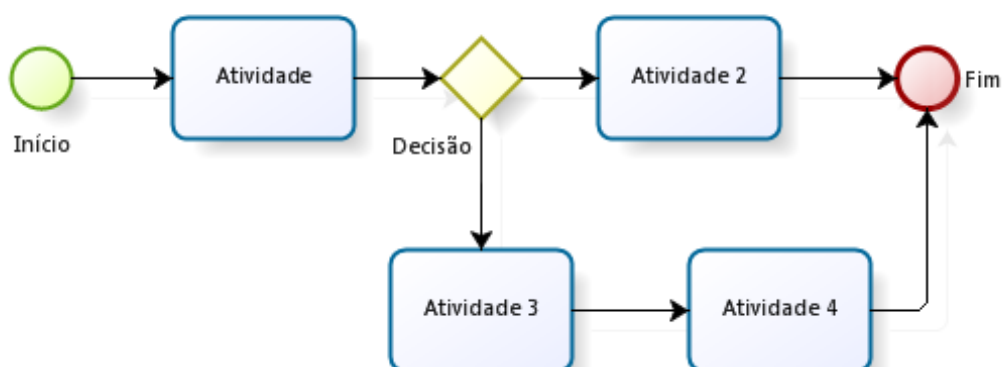 Atividade
Atividade 2
Fim
Início
Decisão
Atividade 3
Atividade 4